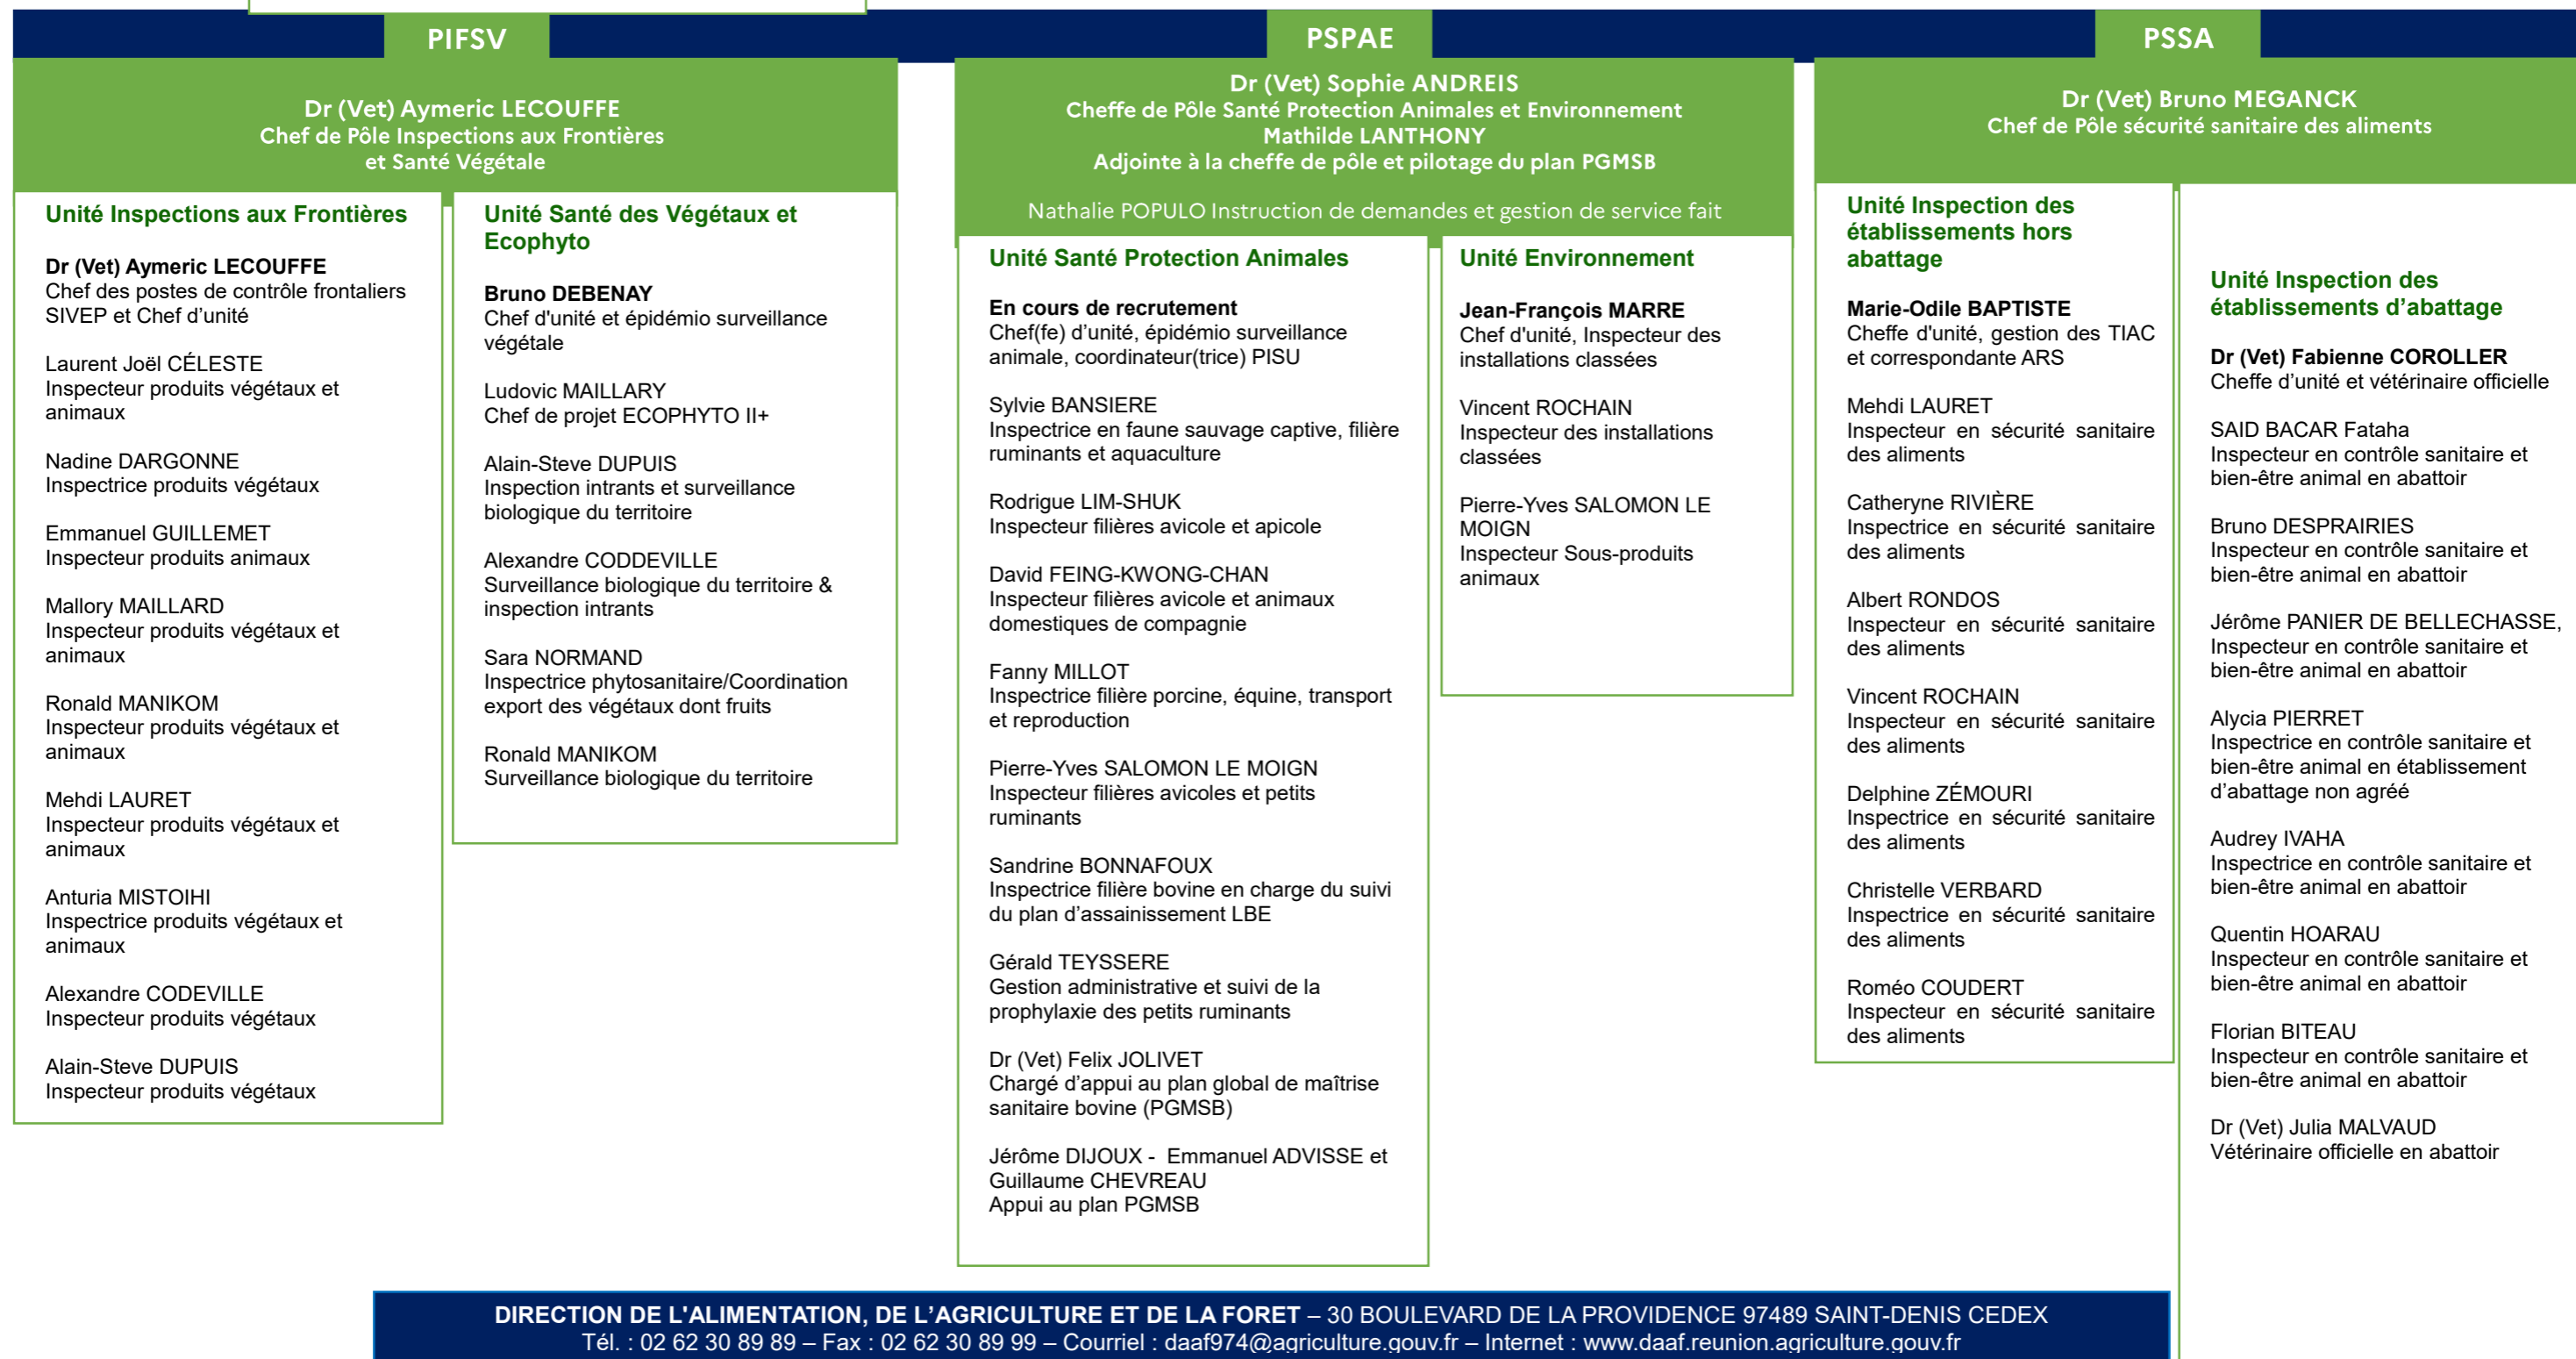 PIFSV
Dr (Vet) Aymeric LECOUFFE
Chef de Pôle Inspections aux Frontières
et Santé Végétale
Unité Inspections aux Frontières
Dr (Vet) Aymeric LECOUFFE
Chef des postes de contrôle frontaliers
SIVEP et Chef d’unité
Laurent Joël CÉLESTE
Inspecteur produits végétaux et
animaux
Nadine DARGONNE
Inspectrice produits végétaux
Emmanuel GUILLEMET
Inspecteur produits animaux
Mallory MAILLARD
Inspecteur produits végétaux et
animaux
Ronald MANIKOM
Inspecteur produits végétaux et
animaux
Mehdi LAURET
Inspecteur produits végétaux et
animaux
Anturia MISTOIHI
Inspectrice produits végétaux et
animaux
Alexandre CODEVILLE
Inspecteur produits végétaux
Alain-Steve DUPUIS
Inspecteur produits végétaux
Unité Santé des Végétaux et
Ecophyto
Bruno DEBENAY
Chef d'unité et épidémio surveillance
végétale
Ludovic MAILLARY
Chef de projet ECOPHYTO II+
Alain-Steve DUPUIS
Inspection intrants et surveillance
biologique du territoire
Alexandre CODDEVILLE
Surveillance biologique du territoire &
inspection intrants
Sara NORMAND
Inspectrice phytosanitaire/Coordination
export des végétaux dont fruits
Ronald MANIKOM
Surveillance biologique du territoire
PSPAE
Dr (Vet) Sophie ANDREIS
Cheffe de Pôle Santé Protection Animales et Environnement
Mathilde LANTHONY
Adjointe à la cheffe de pôle et pilotage du plan PGMSB
Nathalie POPULO Instruction de demandes et gestion de service fait
Unité Santé Protection Animales
En cours de recrutement
Chef(fe) d’unité, épidémio surveillance
animale, coordinateur(trice) PISU
Sylvie BANSIERE
Inspectrice en faune sauvage captive, filière
ruminants et aquaculture
Rodrigue LIM-SHUK
Inspecteur filières avicole et apicole
David FEING-KWONG-CHAN
Inspecteur filières avicole et animaux
domestiques de compagnie
Fanny MILLOT
Inspectrice filière porcine, équine, transport
et reproduction
Pierre-Yves SALOMON LE MOIGN
Inspecteur filières avicoles et petits
ruminants
Sandrine BONNAFOUX
Inspectrice filière bovine en charge du suivi
du plan d’assainissement LBE
Gérald TEYSSERE
Gestion administrative et suivi de la
prophylaxie des petits ruminants
Dr (Vet) Felix JOLIVET
Chargé d’appui au plan global de maîtrise
sanitaire bovine (PGMSB)
Jérôme DIJOUX - Emmanuel ADVISSE et
Guillaume CHEVREAU
Appui au plan PGMSB
Unité Environnement
Jean-François MARRE
Chef d'unité, Inspecteur des
installations classées
Vincent ROCHAIN
Inspecteur des installations
classées
Pierre-Yves SALOMON LE
MOIGN
Inspecteur Sous-produits
animaux
PSSA
Dr (Vet) Bruno MEGANCK
Chef de Pôle sécurité sanitaire des aliments
Unité Inspection des
établissements hors
abattage
Marie-Odile BAPTISTE
Cheffe d'unité, gestion des TIAC
et correspondante ARS
Mehdi LAURET
Inspecteur en sécurité sanitaire
des aliments
Catheryne RIVIÈRE
Inspectrice en sécurité sanitaire
des aliments
Albert RONDOS
Inspecteur en sécurité sanitaire
des aliments
Vincent ROCHAIN
Inspecteur en sécurité sanitaire
des aliments
Delphine ZÉMOURI
Inspectrice en sécurité sanitaire
des aliments
Christelle VERBARD
Inspectrice en sécurité sanitaire
des aliments
Roméo COUDERT
Inspecteur en sécurité sanitaire
des aliments
Unité Inspection des
établissements d’abattage
Dr (Vet) Fabienne COROLLER
Cheffe d’unité et vétérinaire officielle
SAID BACAR Fataha
Inspecteur en contrôle sanitaire et
bien-être animal en abattoir
Bruno DESPRAIRIES
Inspecteur en contrôle sanitaire et
bien-être animal en abattoir
Jérôme PANIER DE BELLECHASSE,
Inspecteur en contrôle sanitaire et
bien-être animal en abattoir
Alycia PIERRET
Inspectrice en contrôle sanitaire et
bien-être animal en établissement
d’abattage non agréé
Audrey IVAHA
Inspectrice en contrôle sanitaire et
bien-être animal en abattoir
Quentin HOARAU
Inspecteur en contrôle sanitaire et
bien-être animal en abattoir
Florian BITEAU
Inspecteur en contrôle sanitaire et
bien-être animal en abattoir
Dr (Vet) Julia MALVAUD
Vétérinaire officielle en abattoir
DIRECTION DE L'ALIMENTATION, DE L’AGRICULTURE ET DE LA FORET – 30 BOULEVARD DE LA PROVIDENCE 97489 SAINT-DENIS CEDEX
Tél. : 02 62 30 89 89 – Fax : 02 62 30 89 99 – Courriel : daaf974@agriculture.gouv.fr – Internet : www.daaf.reunion.agriculture.gouv.fr